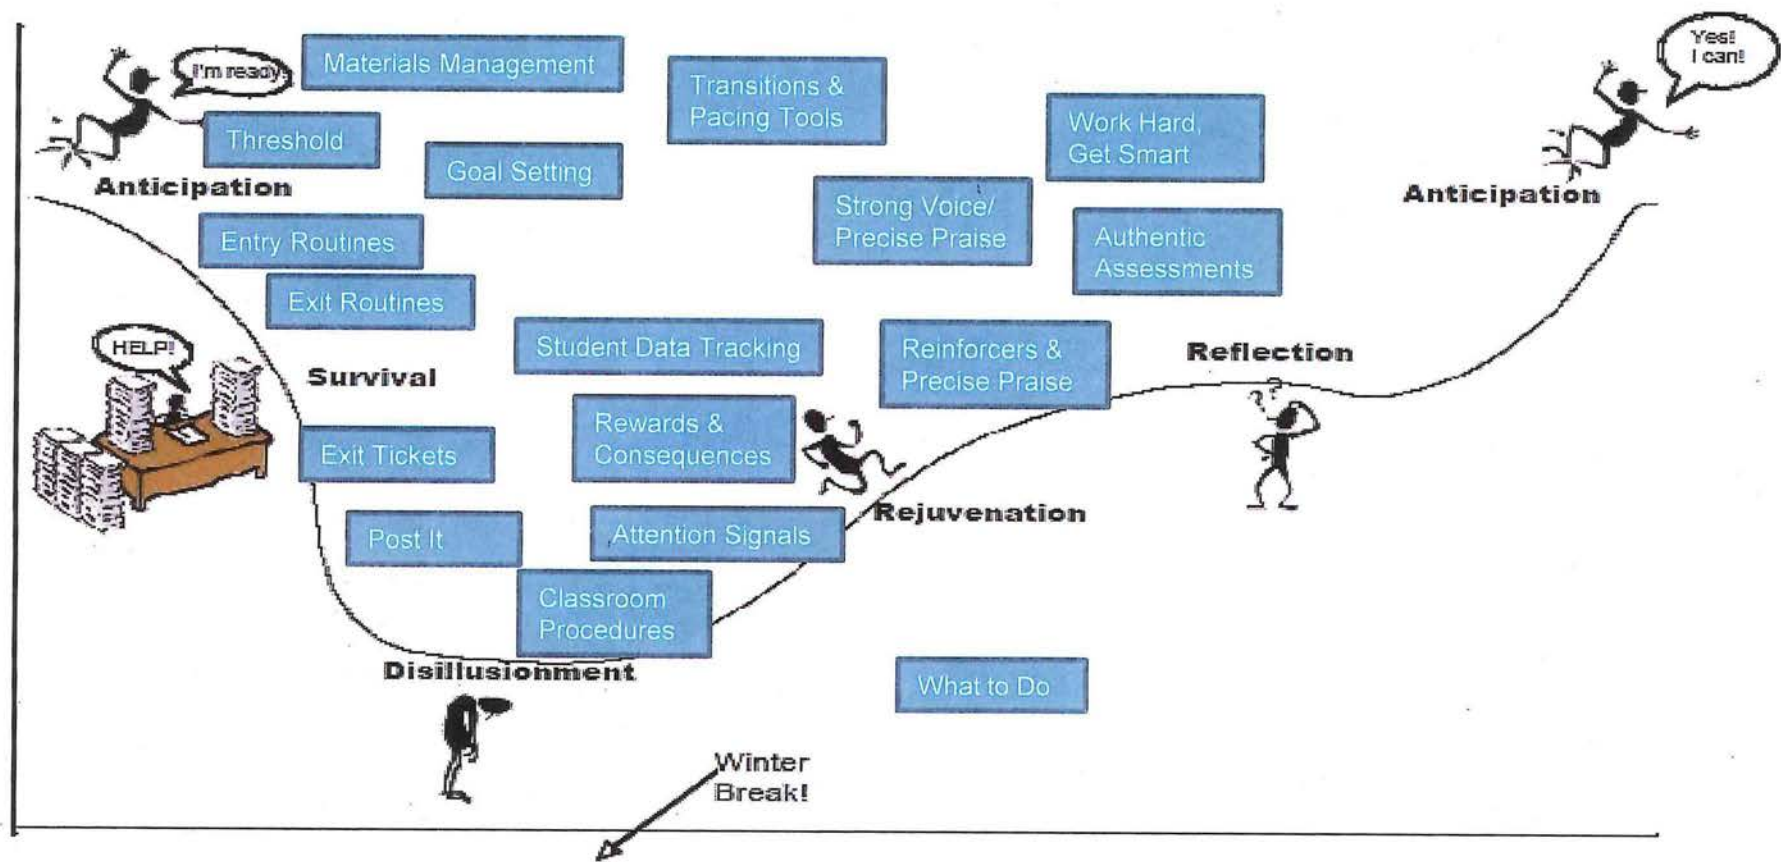 I'm ready!
Materials Management
Transitions &
Pacing Tools
Yes!
I can!
Threshold
Goal Setting
Work Hard,
Get Smart
Anticipation
Anticipation
Strong Voice/
Precise Praise
Entry Routines
Authentic
Assessments
Exit Routines
HELP!
Survival
Student Data Tracking
Reinforcers &
Precise Praise
Reflection
? ?
?
Exit Tickets
Rewards &
Consequences
Rejuvenation
Post It
Attention Signals
Classroom
Procedures
Disillusionment
What to Do
Winter
Break!